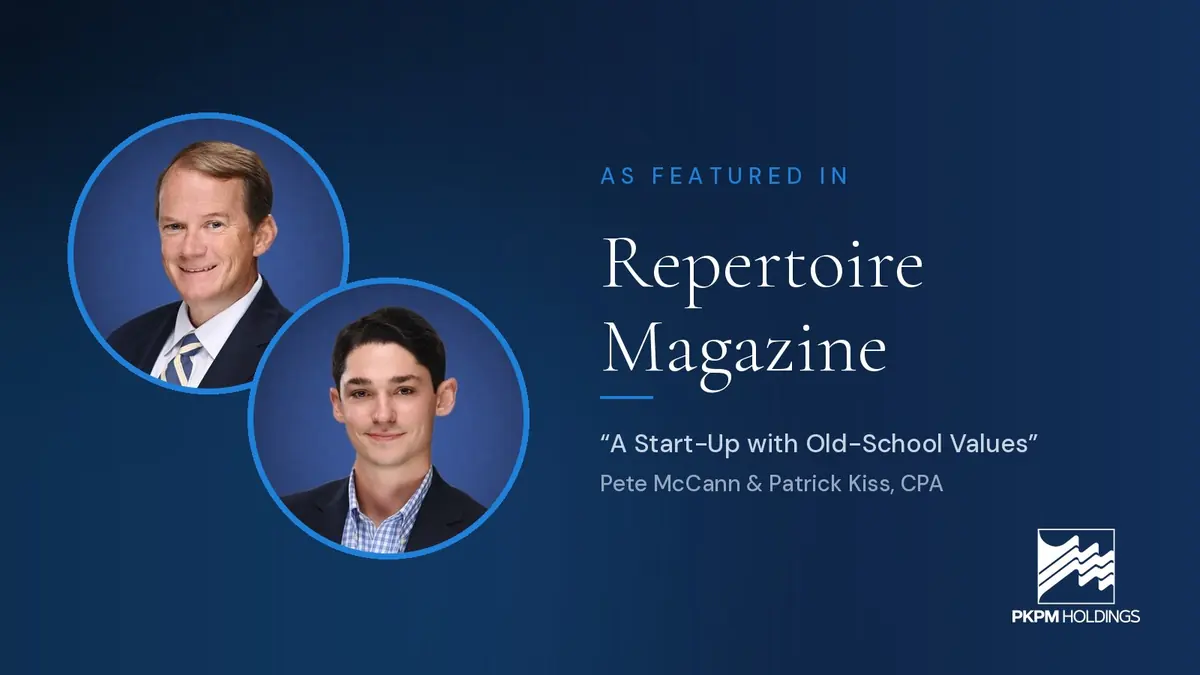 AS FEATURED IN
Repertoire
Magazine
“A Start-Up with Old-School Values”
Pete McCann & Patrick Kiss, CPA
PKPM HOLDINGS